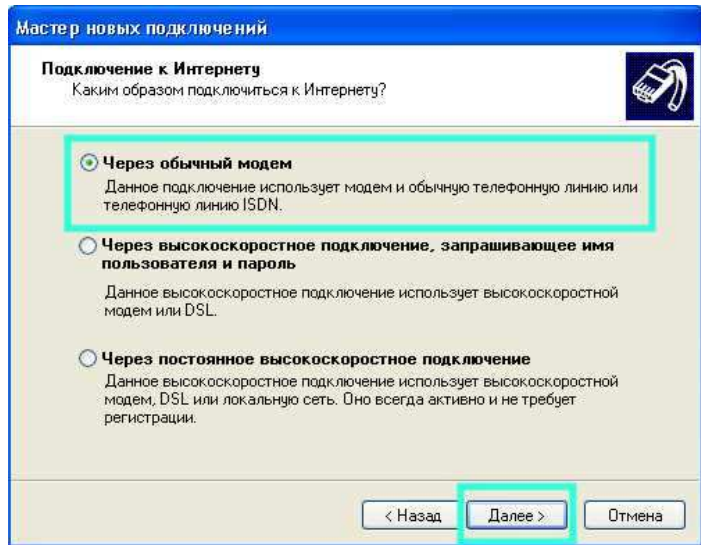 Мастер новых подключений
Подключение к Интернету
Каким образом подключиться к Интернету?
Через обычный модем
Данное подключение использует модем и обычную телефонную линию или
телефонную линию ISDN.
Через высокоскоростное подключение, запрашивающее имя
пользователя и пароль
Данное высокоскоростное подключение использует высокоскоростной
модем или DSL.
Через постоянное высокоскоростное подключение
Данное высокоскоростное подключение использует высокоскоростной
модем, DSL или локальную сеть. Оно всегда активно и не требует
регистрации.
< Назад Далее > Отмена